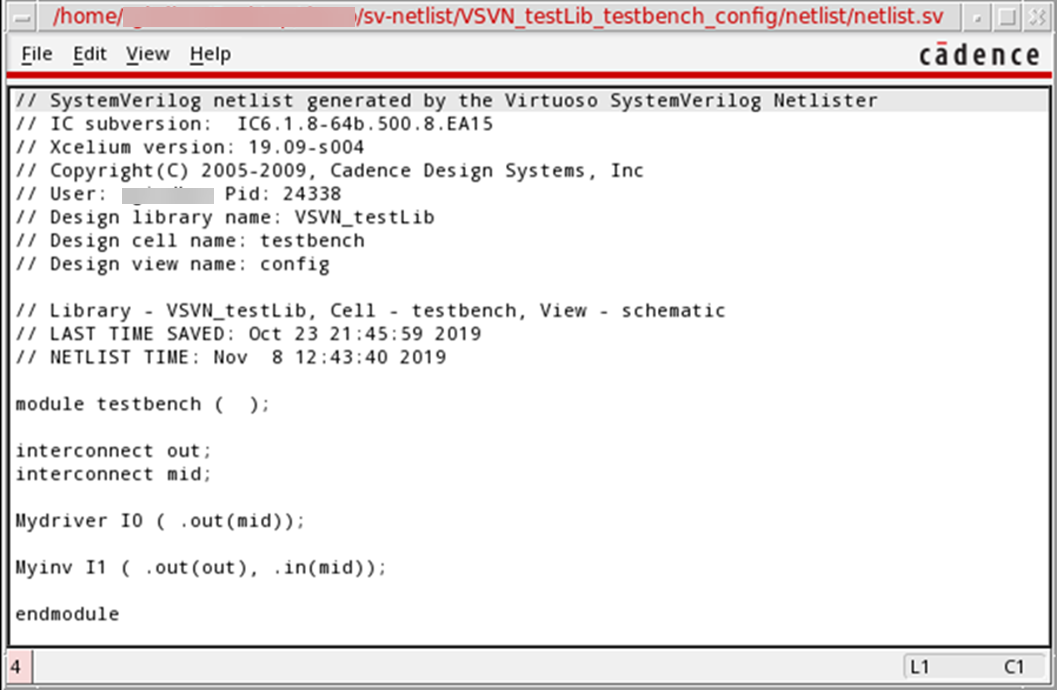 /home/ /sv-netlist/VSVN_testLib_testbench_config/netlist/netlist.sv
File Edit View Help
cādence
// SystemVerilog netlist generated by the Virtuoso SystemVerilog Netlister
// IC subversion:  IC6.1.8-64b.500.8.EA15
// Xcelium version: 19.09-s004
// Copyright(C) 2005-2009, Cadence Design Systems, Inc
// User: Pid: 24338
// Design library name: VSVN_testLib
// Design cell name: testbench
// Design view name: config
// Library - VSVN_testLib, Cell - testbench, View - schematic
// LAST TIME SAVED: Oct 23 21:45:59 2019
// NETLIST TIME: Nov  8 12:43:40 2019
module testbench (  );
interconnect out;
interconnect mid;
Mydriver I0 ( .out(mid));
Myinv I1 ( .out(out), .in(mid));
endmodule
4 L1 C1